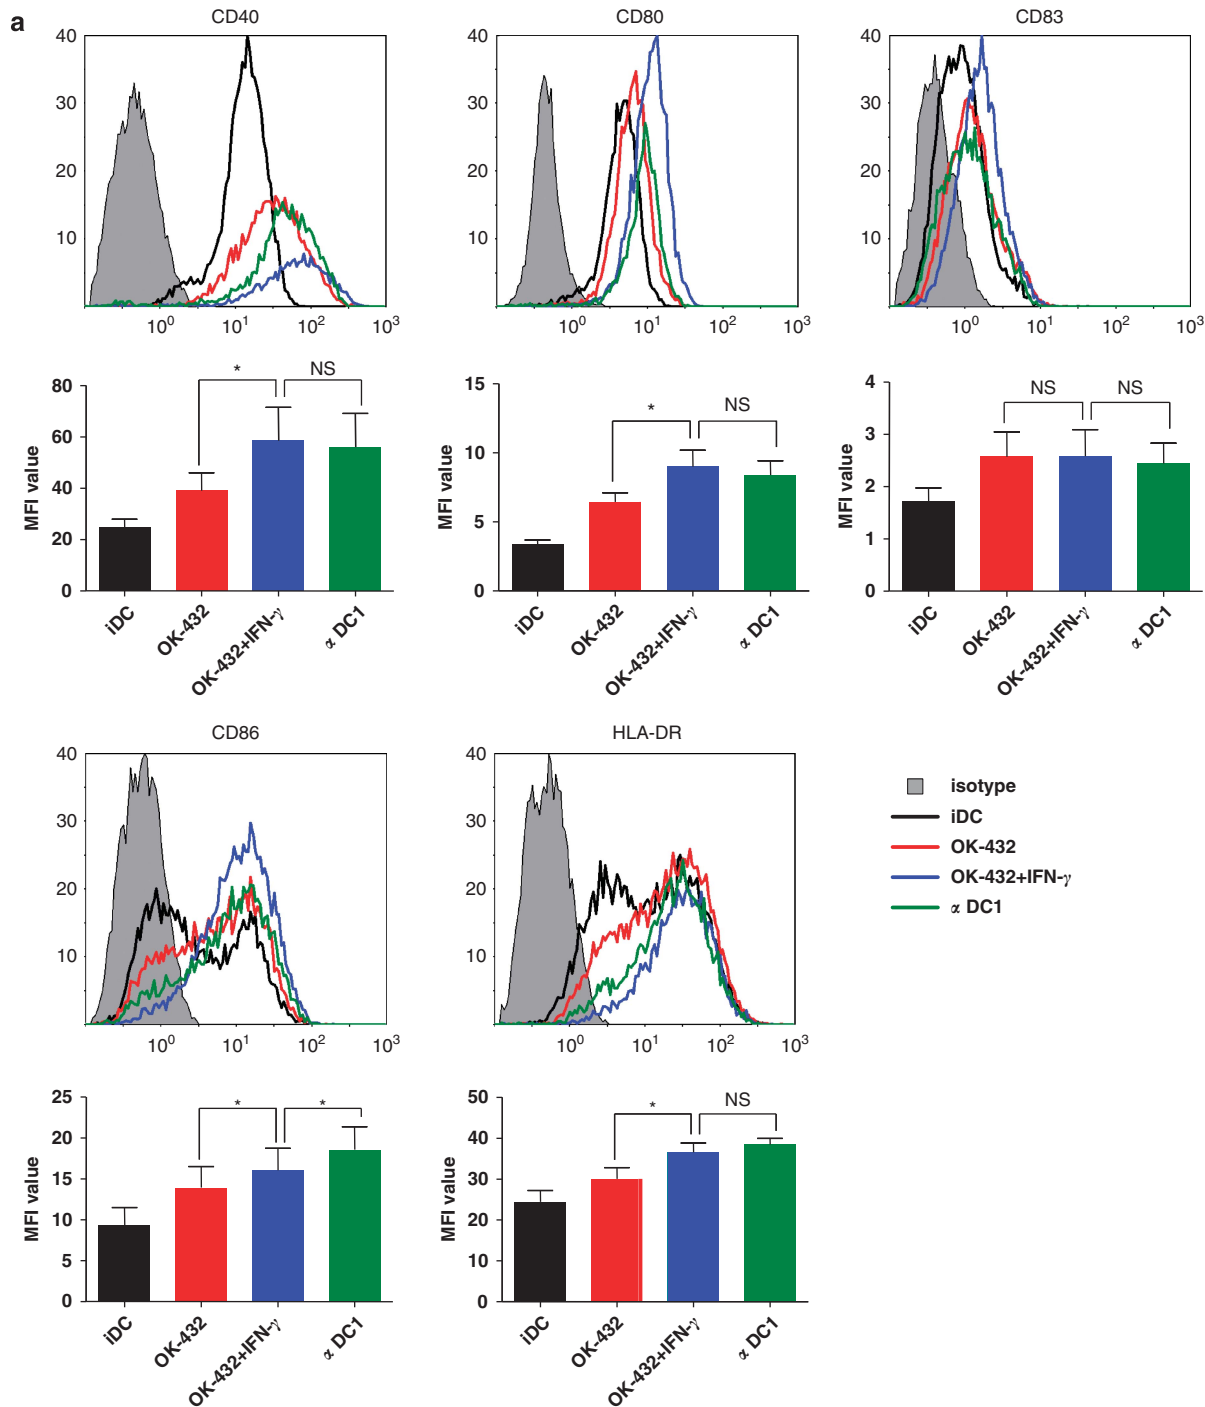 a
CD40
CD80
CD83
40
30
20
10
10^0 10^1 10^2 10^3
40
30
20
10
10^0 10^1 10^2 10^3
40
30
20
10
10^0 10^1 10^2 10^3
MFI value
80
60
40
20
0
* NS
iDC
OK-432
OK-432+IFN-γ
α DC1
MFI value
15
10
5
0
* NS
iDC
OK-432
OK-432+IFN-γ
α DC1
MFI value
4
3
2
1
0
NS NS
iDC
OK-432
OK-432+IFN-γ
α DC1
CD86
HLA-DR
40
30
20
10
10^0 10^1 10^2 10^3
40
30
20
10
10^0 10^1 10^2 10^3
isotype
iDC
OK-432
OK-432+IFN-γ
α DC1
MFI value
25
20
15
10
5
0
* *
iDC
OK-432
OK-432+IFN-γ
α DC1
MFI value
50
40
30
20
10
0
* NS
iDC
OK-432
OK-432+IFN-γ
α DC1